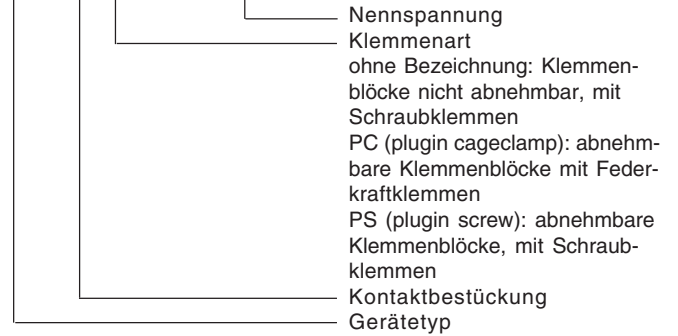 Nennspannung
Klemmenart
ohne Bezeichnung: Klemmen-
blöcke nicht abnehmbar, mit
Schraubklemmen
PC (plugin cageclamp): abnehm-
bare Klemmenblöcke mit Feder-
kraftklemmen
PS (plugin screw): abnehmbare
Klemmenblöcke, mit Schraub-
klemmen
Kontaktbestückung
Gerätetyp